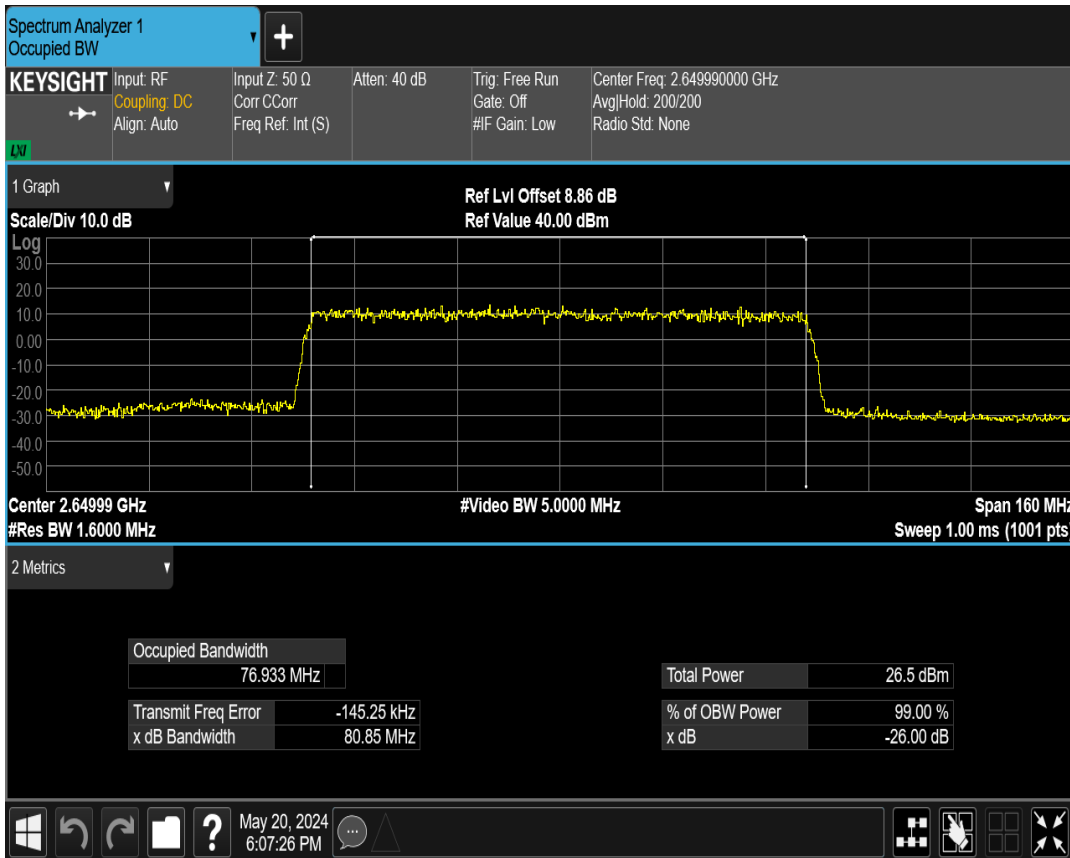 Spectrum Analyzer 1
Occupied BW
+
KEYSIGHT
LXI
Input: RF
Coupling: DC
Align: Auto
Input Z: 50 Ω
Corr CCorr
Freq Ref: Int (S)
Atten: 40 dB
Trig: Free Run
Gate: Off
#IF Gain: Low
Center Freq: 2.649990000 GHz
Avg|Hold: 200/200
Radio Std: None
1 Graph
Scale/Div 10.0 dB
Ref Lvl Offset 8.86 dB
Ref Value 40.00 dBm
Log
30.0
20.0
10.0
0.00
-10.0
-20.0
-30.0
-40.0
-50.0
Center 2.64999 GHz
#Video BW 5.0000 MHz
Span 160 MHz
#Res BW 1.6000 MHz
Sweep 1.00 ms (1001 pts)
2 Metrics
Occupied Bandwidth
76.933 MHz
Total Power 26.5 dBm
Transmit Freq Error -145.25 kHz
% of OBW Power 99.00 %
x dB Bandwidth 80.85 MHz
x dB -26.00 dB
?
May 20, 2024
6:07:26 PM